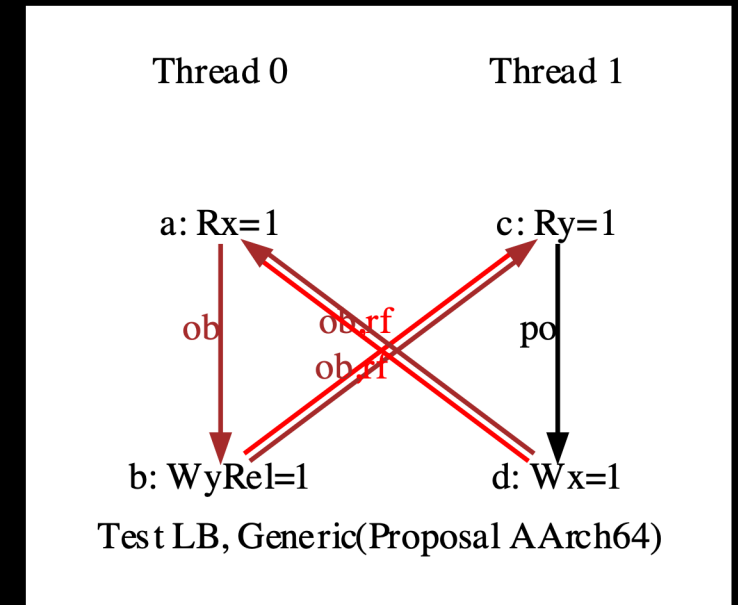 Thread 0 Thread 1
a: Rx=1 c: Ry=1
ob ob,rf po
ob,rf
b: WyRel=1 d: Wx=1
Test LB, Generic(Proposal AArch64)